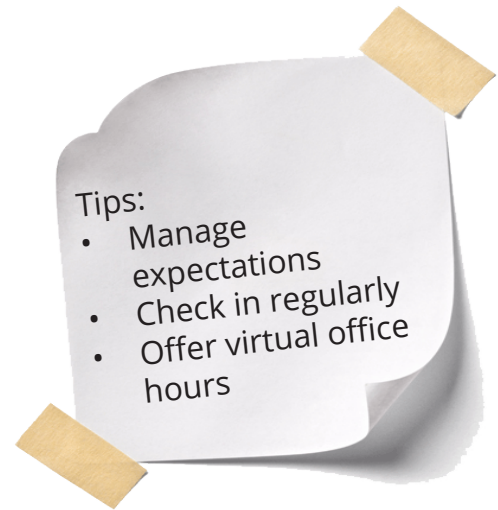 Tips:
• Manage
expectations
• Check in regularly
• Offer virtual office
hours